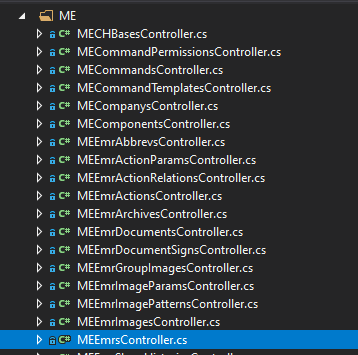 ME
C# MECHBasesController.cs
C# MECommandPermissionsController.cs
C# MECommandsController.cs
C# MECommandTemplatesController.cs
C# MECompanysController.cs
C# MEComponentsController.cs
C# MEEmrAbbrevsController.cs
C# MEEmrActionParamsController.cs
C# MEEmrActionRelationsController.cs
C# MEEmrActionsController.cs
C# MEEmrArchivesController.cs
C# MEEmrDocumentsController.cs
C# MEEmrDocumentSignsController.cs
C# MEEmrGroupImagesController.cs
C# MEEmrImageParamsController.cs
C# MEEmrImagePatternsController.cs
C# MEEmrImagesController.cs
C# MEEmrsController.cs